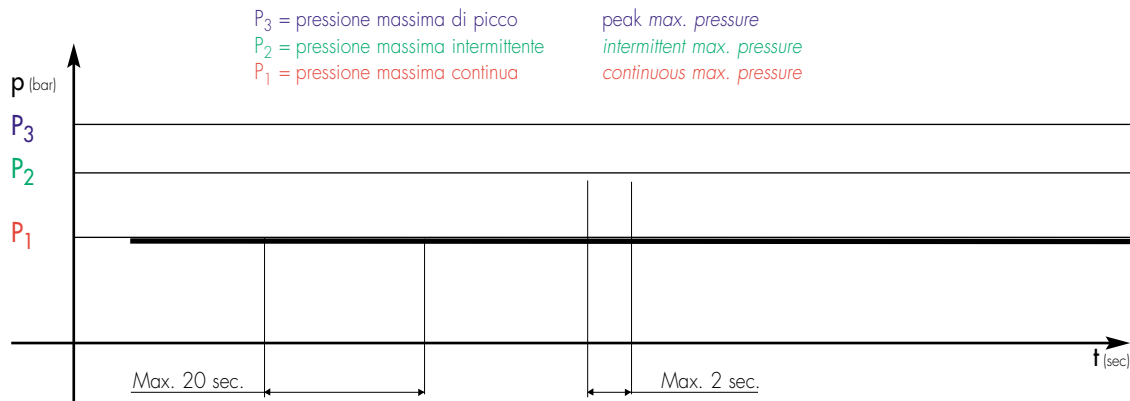 P3 = pressione massima di picco peak max. pressure
P2 = pressione massima intermittente intermittent max. pressure
P1 = pressione massima continua continuous max. pressure
p (bar)
P3
P2
P1
t (sec)
Max. 20 sec. Max. 2 sec.